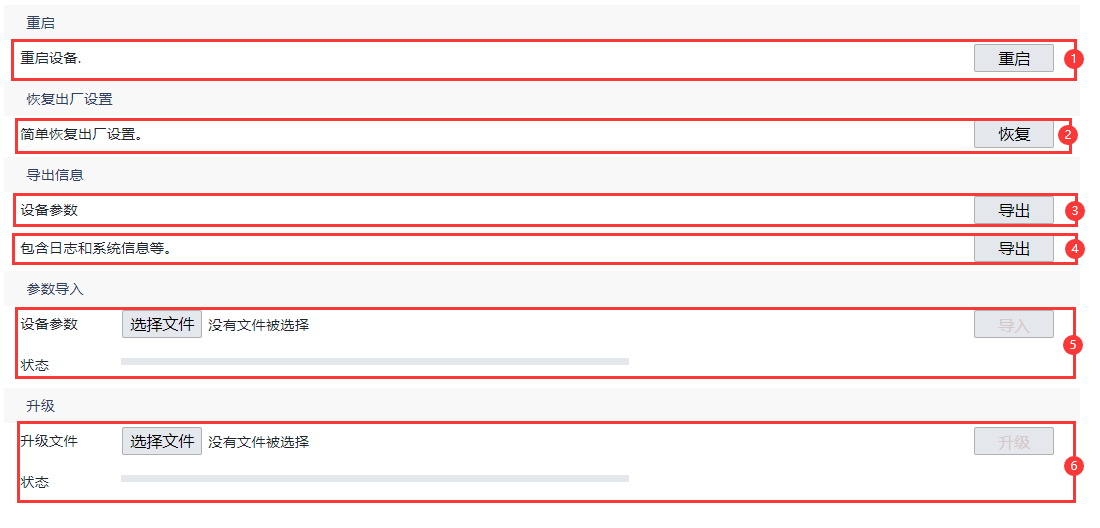 重启
重启设备. 重启 1
恢复出厂设置
简单恢复出厂设置。 恢复 2
导出信息
设备参数 导出 3
包含日志和系统信息等。 导出 4
参数导入
设备参数 选择文件 没有文件被选择 导入
5
状态
升级
升级文件 选择文件 没有文件被选择 升级
6
状态